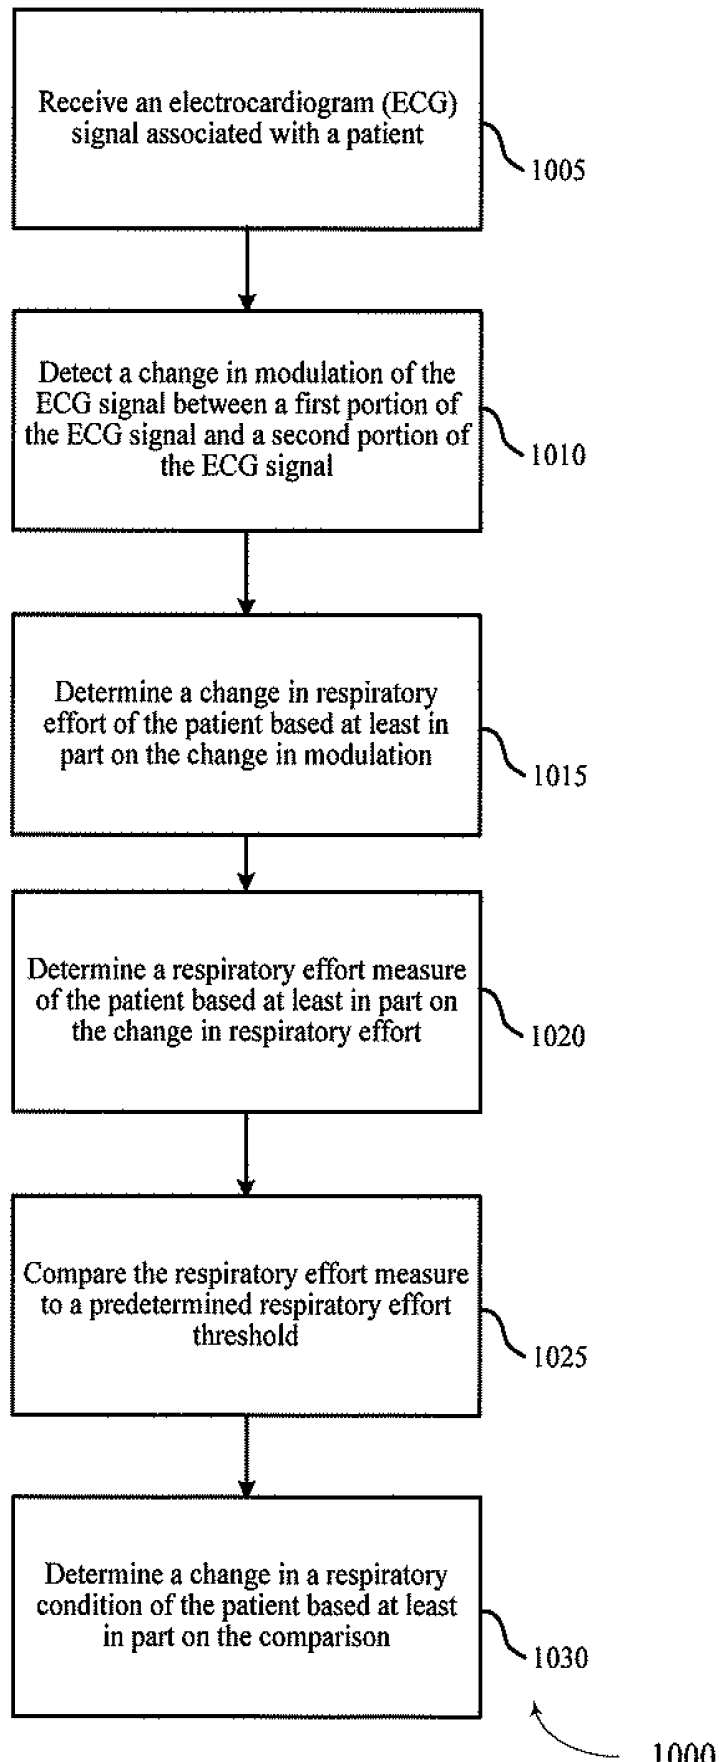 Receive an electrocardiogram (ECG)
signal associated with a patient
1005
Detect a change in modulation of the
ECG signal between a first portion of
the ECG signal and a second portion of
the ECG signal
1010
Determine a change in respiratory
effort of the patient based at least in
part on the change in modulation
1015
Determine a respiratory effort measure
of the patient based at least in part on
the change in respiratory effort
1020
Compare the respiratory effort measure
to a predetermined respiratory effort
threshold
1025
Determine a change in a respiratory
condition of the patient based at least
in part on the comparison
1030
1000